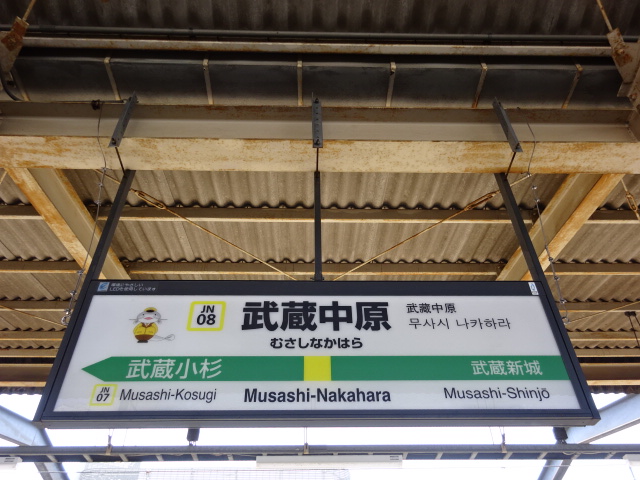 JN
08
武蔵中原
むさしなかはら
武藏中原
무사시 나카하라
武蔵小杉
武蔵新城
JN
07
Musashi-Kosugi
Musashi-Nakahara
Musashi-Shinjō